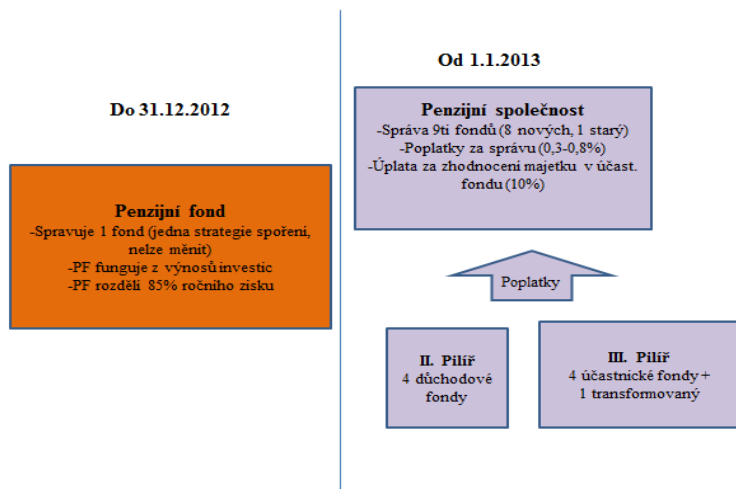 Do 31.12.2012
Penzijní fond
-Spravuje 1 fond (jedna strategie spoření,
nelze měnit)
-PF funguje z výnosů investic
-PF rozdělí 85% ročního zisku
Od 1.1.2013
Penzijní společnost
-Správa 9ti fondů (8 nových, 1 starý)
-Poplatky za správu (0,3-0,8%)
-Úplata za zhodnocení majetku v účast.
fondu (10%)
Poplatky
II. Pilíř
4 důchodové
fondy
III. Pilíř
4 účastnické fondy +
1 transformovaný